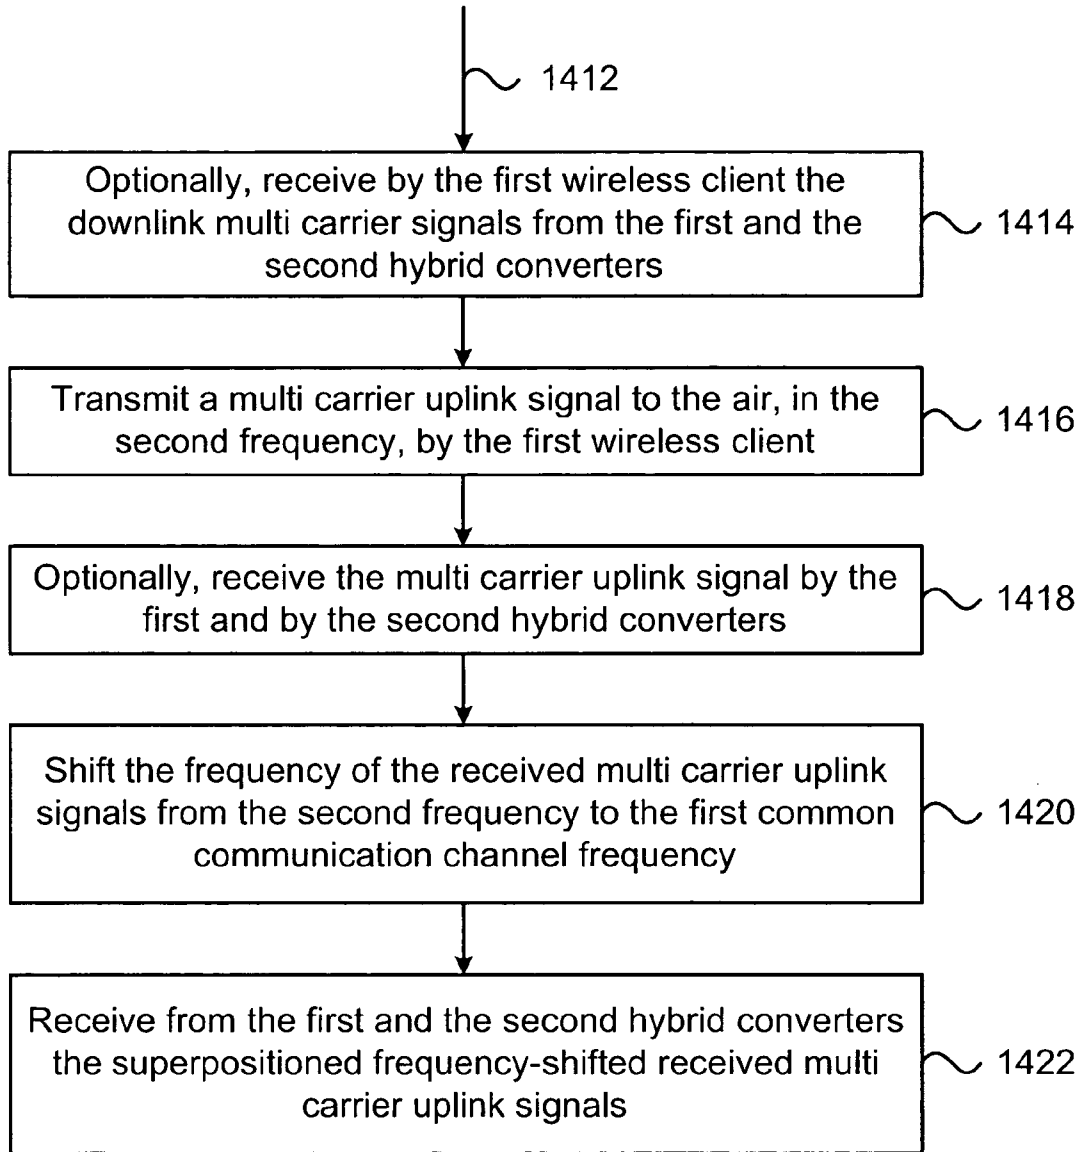 1412
Optionally, receive by the first wireless client the
downlink multi carrier signals from the first and the
second hybrid converters
1414
Transmit a multi carrier uplink signal to the air, in the
second frequency, by the first wireless client
1416
Optionally, receive the multi carrier uplink signal by the
first and by the second hybrid converters
1418
Shift the frequency of the received multi carrier uplink
signals from the second frequency to the first common
communication channel frequency
1420
Receive from the first and the second hybrid converters
the superpositioned frequency-shifted received multi
carrier uplink signals
1422